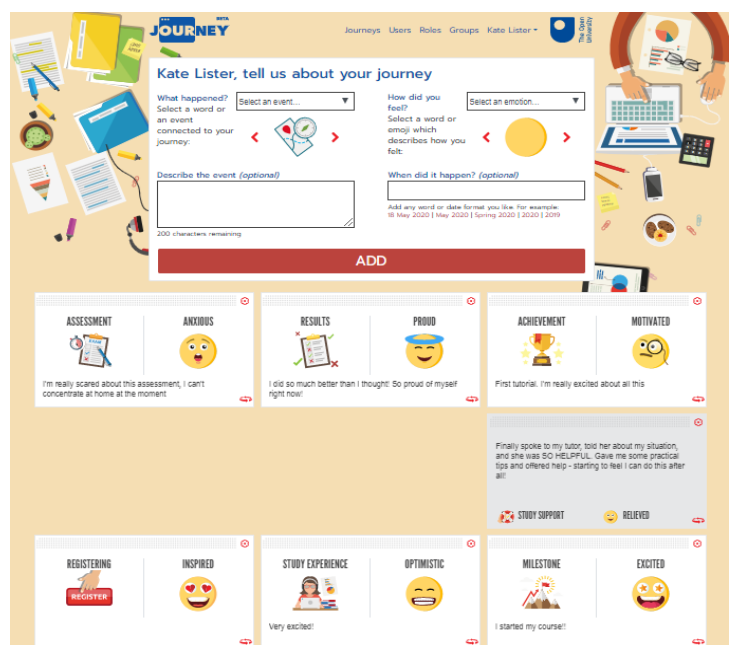 BETA
JOURNEY
Journeys Users Roles Groups Kate Lister
The Open
University
Kate Lister, tell us about your journey
What happened?
Select a word or
an event
connected to your
journey:
Select an event...
How did you
feel?
Select a word or
emoji which
describes how you
felt:
Select an emotion...
Describe the event (optional)
200 characters remaining
When did it happen? (optional)
Add any word or date format you like. For example:
18 May 2020 | May 2020 | Spring 2020 | 2020 | 2019
ADD
ASSESSMENT ANXIOUS
I'm really scared about this assessment, I can't
concentrate at home at the moment
RESULTS PROUD
I did so much better than I thought! So proud of myself
right now!
ACHIEVEMENT MOTIVATED
First tutorial. I'm really excited about all this
Finally spoke to my tutor, told her about my situation,
and she was SO HELPFUL. Gave me some practical
tips and offered help - starting to feel I can do this after
all!
STUDY SUPPORT RELIEVED
REGISTERING INSPIRED
REGISTER
STUDY EXPERIENCE OPTIMISTIC
Very excited!
MILESTONE EXCITED
I started my course!!